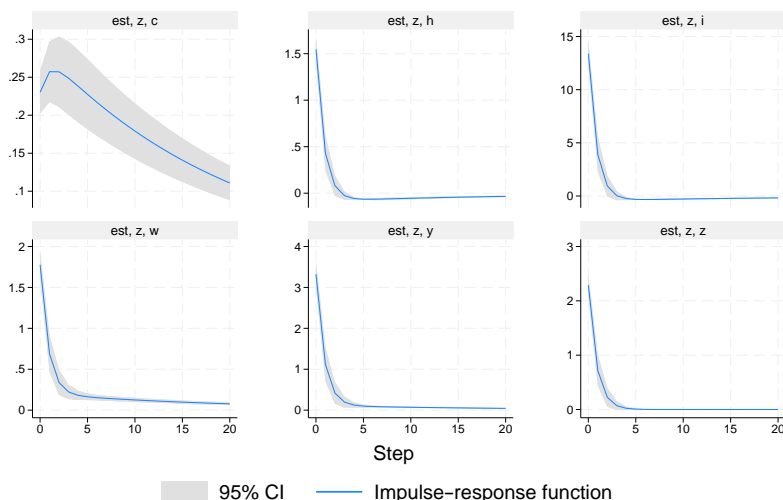 est, z, c
est, z, h
est, z, i
.3
.25
.2
.15
.1
1.5
1
.5
0
15
10
5
0
est, z, w
est, z, y
est, z, z
2
1.5
1
.5
0
4
3
2
1
0
3
2
1
0
0 5 10 15 20
0 5 10 15 20
0 5 10 15 20
Step
95% CI
Impulse−response function